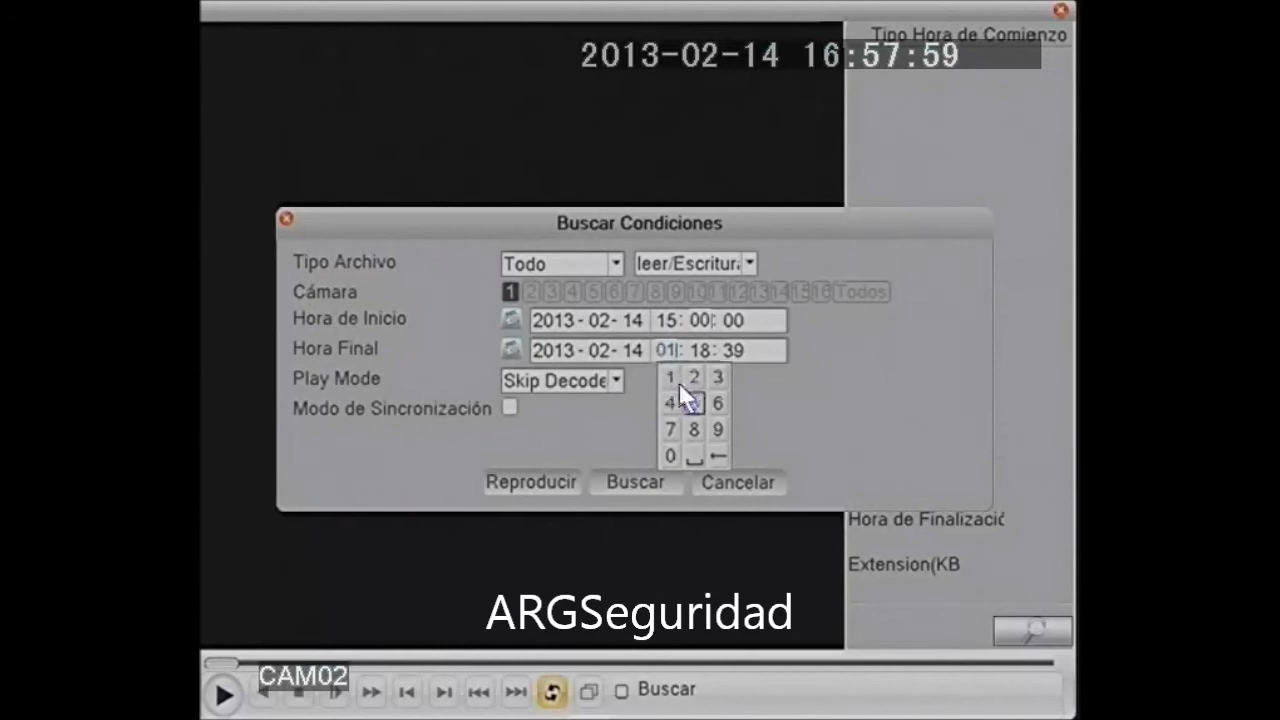 Tipo Hora de Comienzo
2013-02-14 16:57:59
Buscar Condiciones
Tipo Archivo Todo leer/Escritura
Cámara 1 2 3 4 5 6 7 8 9 10 11 12 13 14 15 16 Todos
Hora de Inicio 2013-02-14 15:00:00
Hora Final 2013-02-14 01:18:39
Play Mode Skip Decode
1 2 3
Modo de Sincronización
4 6
7 8 9
0
Reproducir Buscar Cancelar
Hora de Finalizació
Extension(KB
ARGSeguridad
CAM02
Buscar